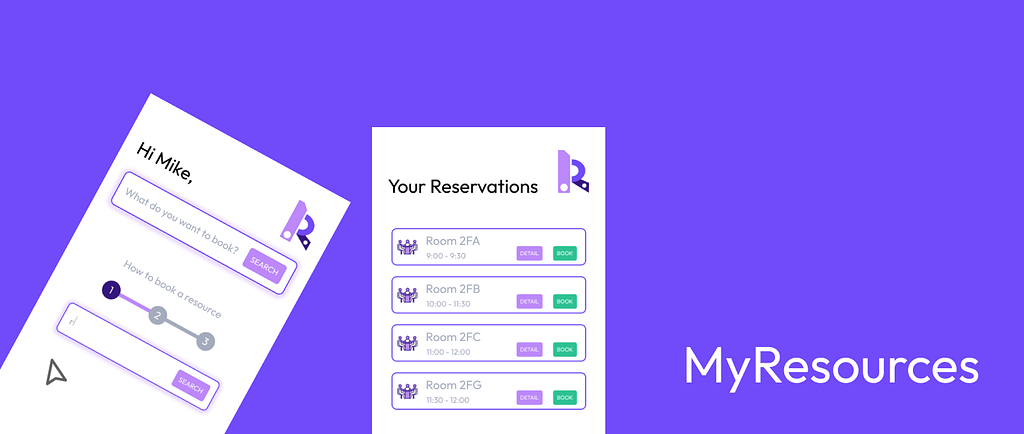 Hi Mike,
What do you want to book?
SEARCH
How to book a resource
1
2
3
SEARCH
Your Reservations
Room 2FA
9:00 - 9:30
DETAIL
BOOK
Room 2FB
10:00 - 11:30
DETAIL
BOOK
Room 2FC
11:00 - 12:00
DETAIL
BOOK
Room 2FG
11:30 - 12:00
DETAIL
BOOK
MyResources